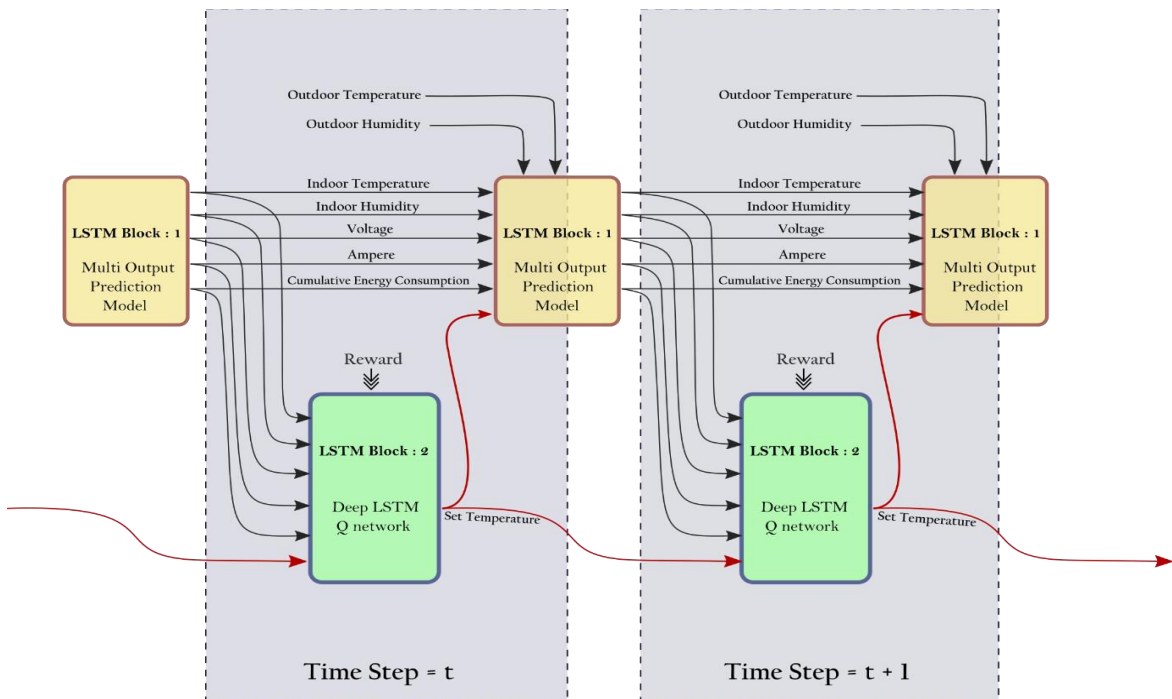 Outdoor Temperature
Outdoor Humidity
LSTM Block : 1
Multi Output
Prediction
Model
Indoor Temperature
Indoor Humidity
Voltage
Ampere
Cumulative Energy Consumption
LSTM Block : 1
Multi Output
Prediction
Model
Reward
LSTM Block : 2
Deep LSTM
Q network
Set Temperature
Time Step = t
Outdoor Temperature
Outdoor Humidity
Indoor Temperature
Indoor Humidity
Voltage
Ampere
Cumulative Energy Consumption
LSTM Block : 1
Multi Output
Prediction
Model
Reward
LSTM Block : 2
Deep LSTM
Q network
Set Temperature
Time Step = t + 1